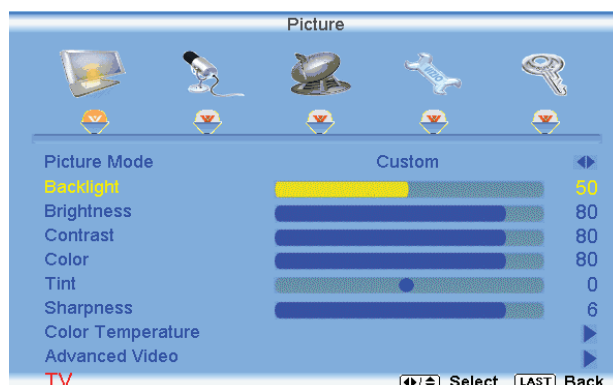 Picture
Picture Mode Custom
Backlight 50
Brightness 80
Contrast 80
Color 80
Tint 0
Sharpness 6
Color Temperature
Advanced Video
TV Select LAST Back